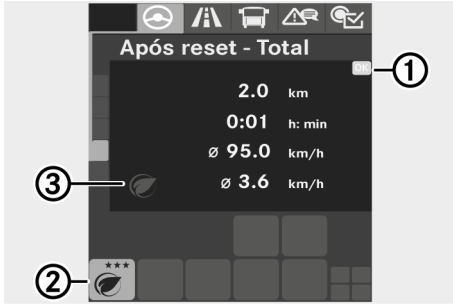 Após reset - Total
OK
1
2.0 km
0:01 h: min
ø 95.0 km/h
3
ø 3.6 km/h
2
***